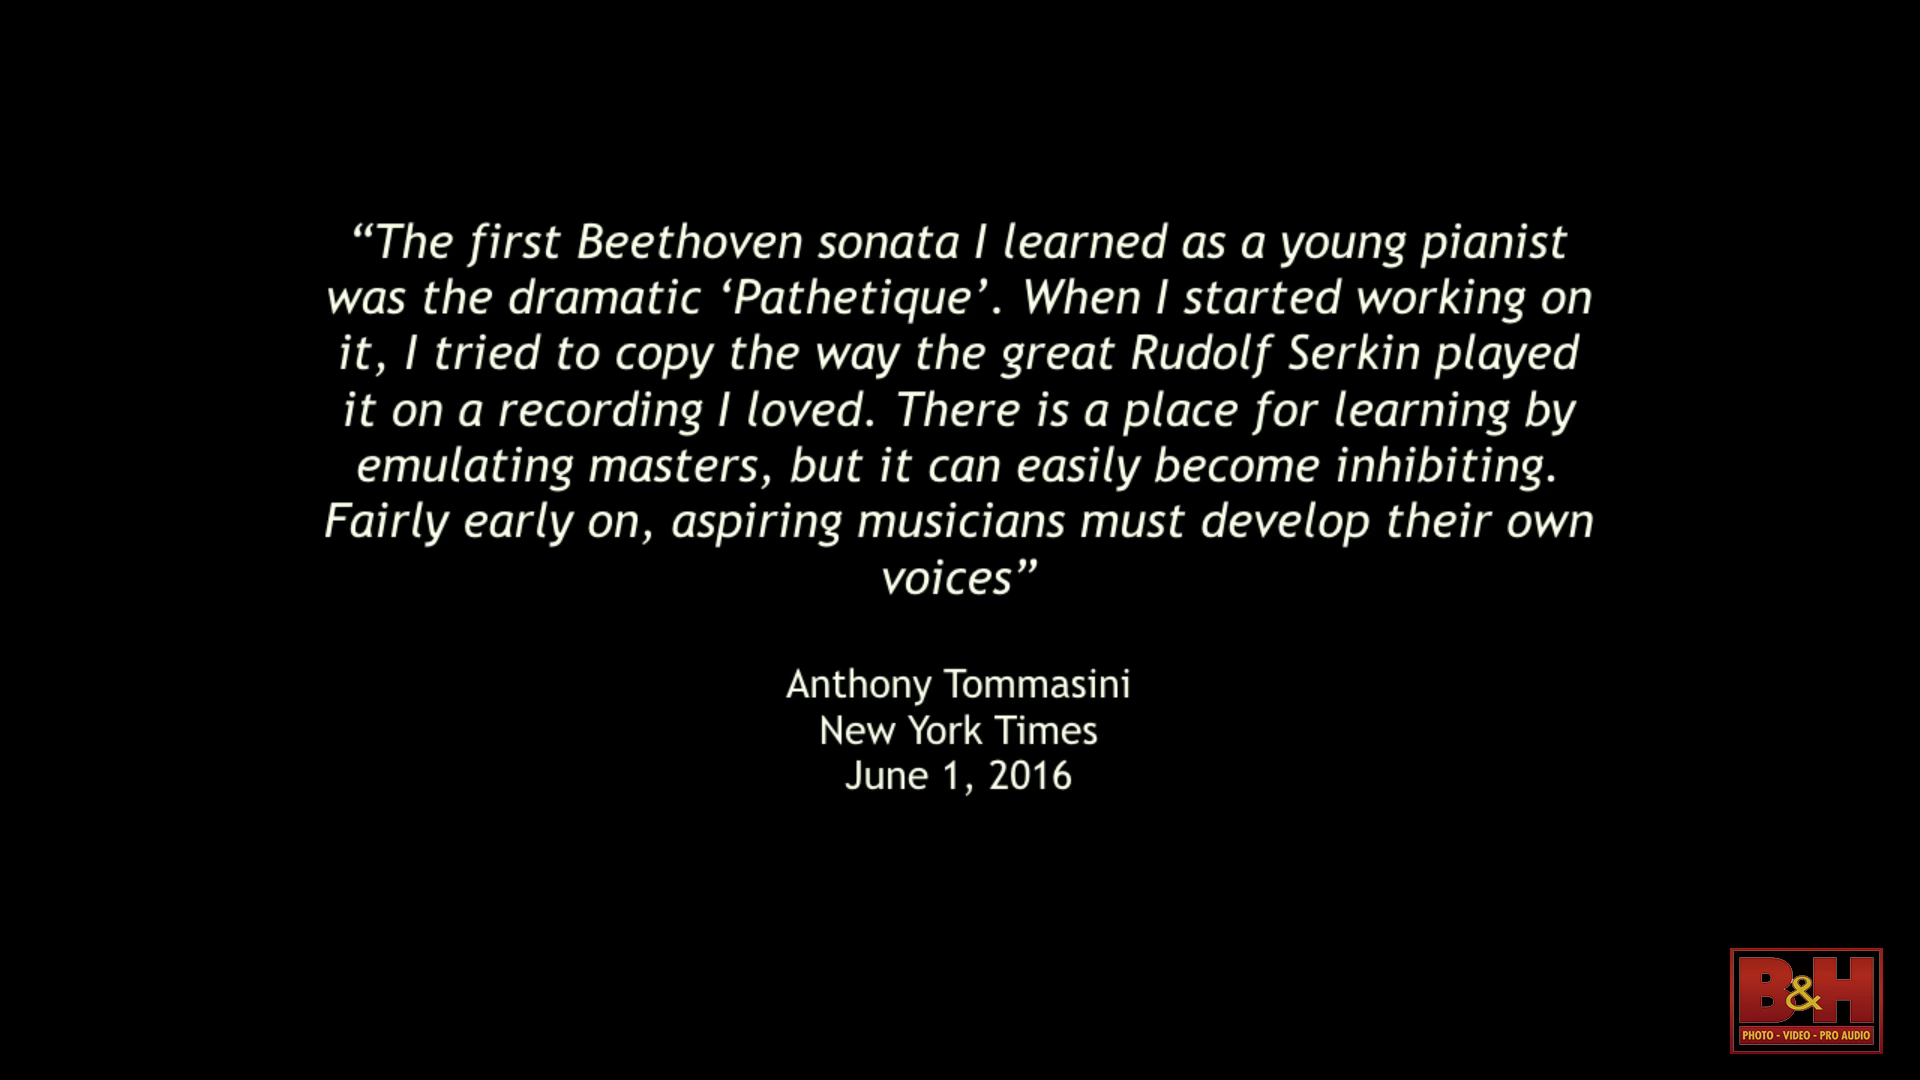 “The first Beethoven sonata I learned as a young pianist
was the dramatic ‘Pathetique’. When I started working on
it, I tried to copy the way the great Rudolf Serkin played
it on a recording I loved. There is a place for learning by
emulating masters, but it can easily become inhibiting.
Fairly early on, aspiring musicians must develop their own
voices”
Anthony Tommasini
New York Times
June 1, 2016
B&H
PHOTO - VIDEO - PRO AUDIO